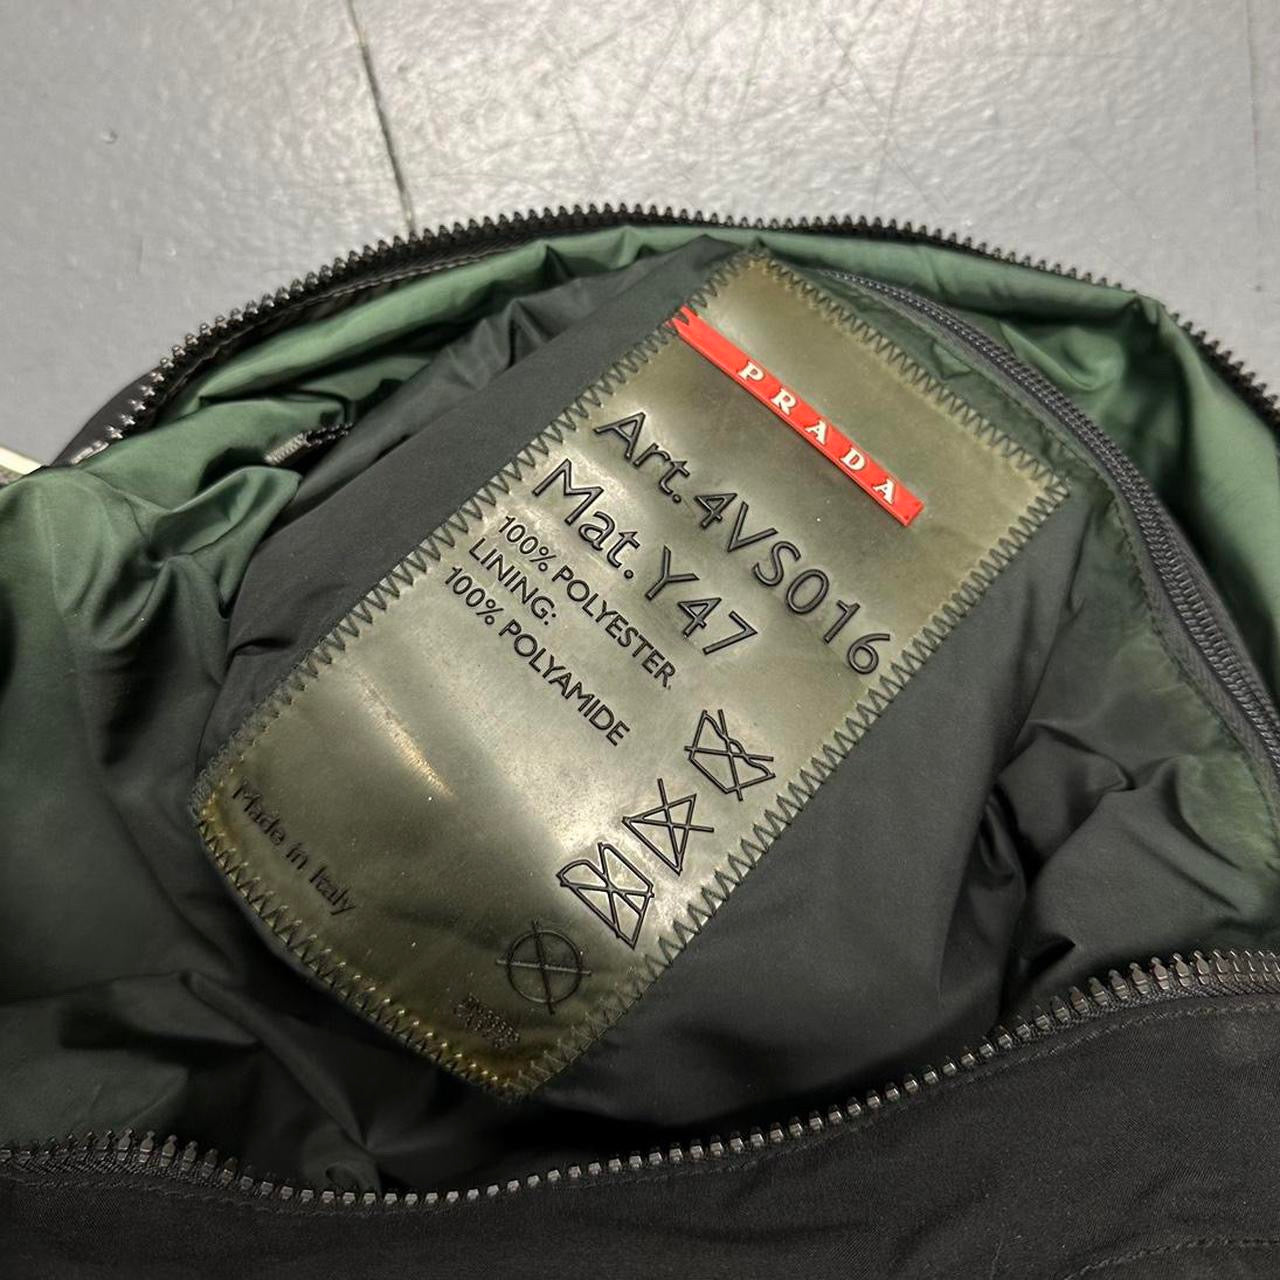 PRADA
Art. 4VS016
Mat. Y47
100% POLYESTER
LINING:
100% POLYAMIDE
Made in Italy